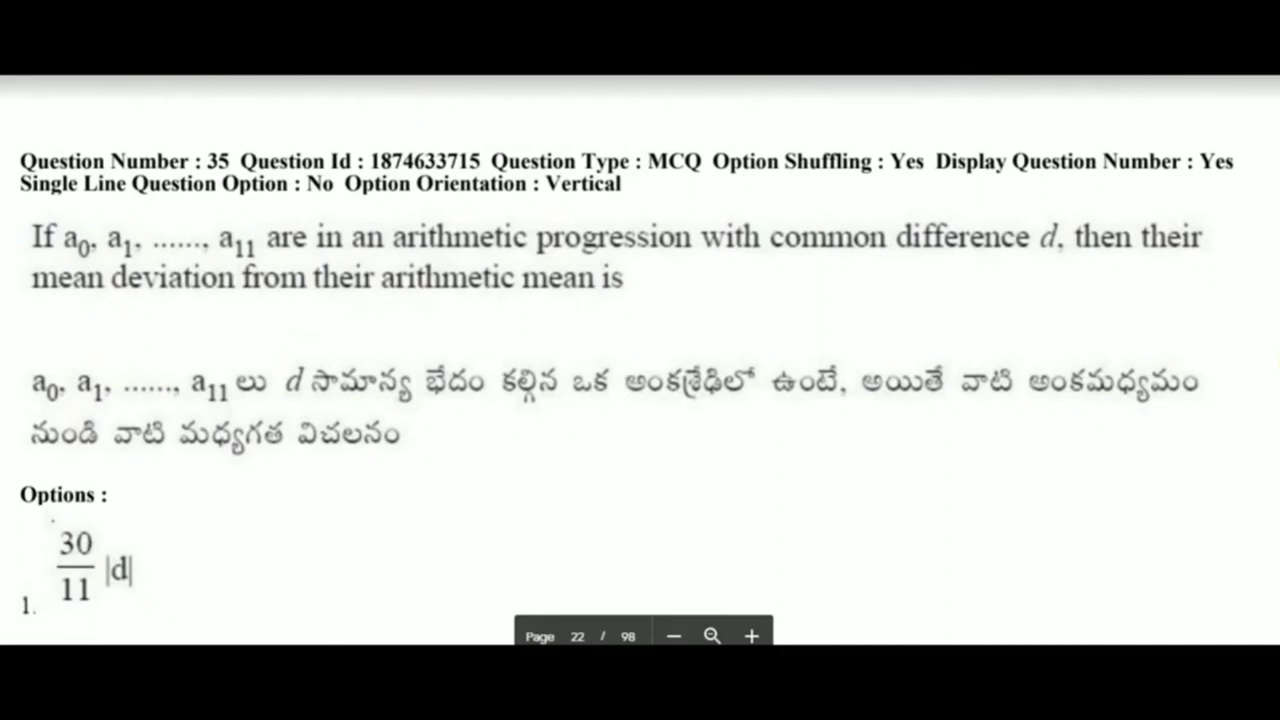 Question Number : 35 Question Id : 1874633715 Question Type : MCQ Option Shuffling : Yes Display Question Number : Yes
Single Line Question Option : No Option Orientation : Vertical
If a₀, a₁, ......, a₁₁ are in an arithmetic progression with common difference d, then their
mean deviation from their arithmetic mean is
a₀, a₁, ......, a₁₁ లు d సామాన్య భేదం కల్గిన ఒక అంకశ్రేఢిలో ఉంటే, అయితే వాటి అంకమధ్యమం
నుండి వాటి మధ్యగత విచలనం
Options :
1. 30/11 |d|
Page 22 / 98 − +